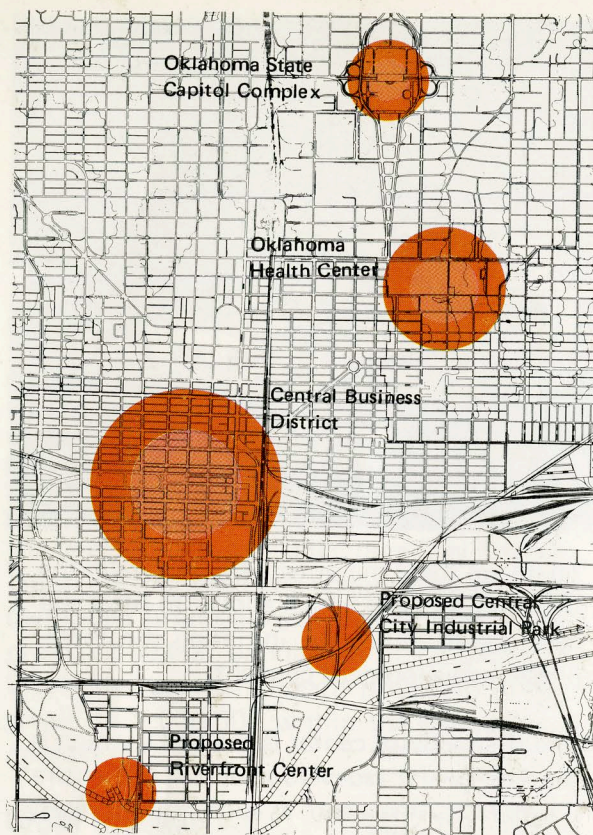 Oklahoma State
Capitol Complex
Oklahoma
Health Center
Central Business
District
Proposed Central
City Industrial Park
Proposed
Riverfront Center